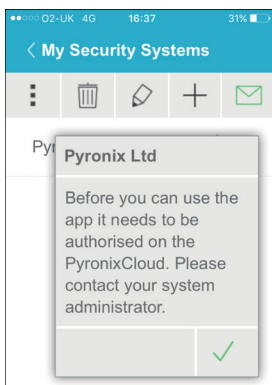 O2-UK 4G 16:37 31%
My Security Systems
Pyr
Pyronix Ltd
Before you can use the
app it needs to be
authorised on the
PyronixCloud. Please
contact your system
administrator.